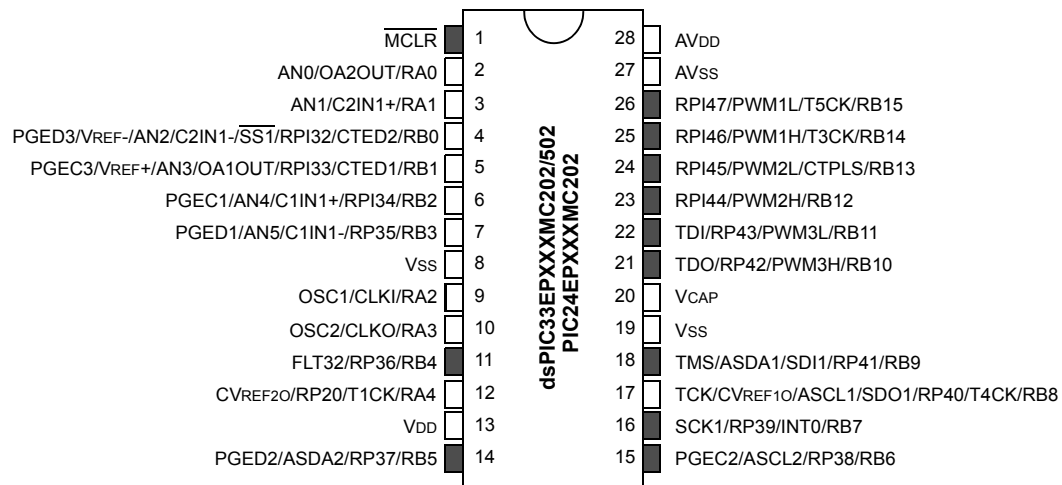 MCLR 1
AN0/OA2OUT/RA0 2
AN1/C2IN1+/RA1 3
PGED3/VREF-/AN2/C2IN1-/SS1/RPI32/CTED2/RB0 4
PGEC3/VREF+/AN3/OA1OUT/RPI33/CTED1/RB1 5
PGEC1/AN4/C1IN1+/RPI34/RB2 6
PGED1/AN5/C1IN1-/RP35/RB3 7
VSS 8
OSC1/CLKI/RA2 9
OSC2/CLKO/RA3 10
FLT32/RP36/RB4 11
CVREF2O/RP20/T1CK/RA4 12
VDD 13
PGED2/ASDA2/RP37/RB5 14
dsPIC33EPXXXMC202/502
PIC24EPXXXMC202
28 AVDD
27 AVSS
26 RPI47/PWM1L/T5CK/RB15
25 RPI46/PWM1H/T3CK/RB14
24 RPI45/PWM2L/CTPLS/RB13
23 RPI44/PWM2H/RB12
22 TDI/RP43/PWM3L/RB11
21 TDO/RP42/PWM3H/RB10
20 VCAP
19 VSS
18 TMS/ASDA1/SDI1/RP41/RB9
17 TCK/CVREF1O/ASCL1/SDO1/RP40/T4CK/RB8
16 SCK1/RP39/INT0/RB7
15 PGEC2/ASCL2/RP38/RB6